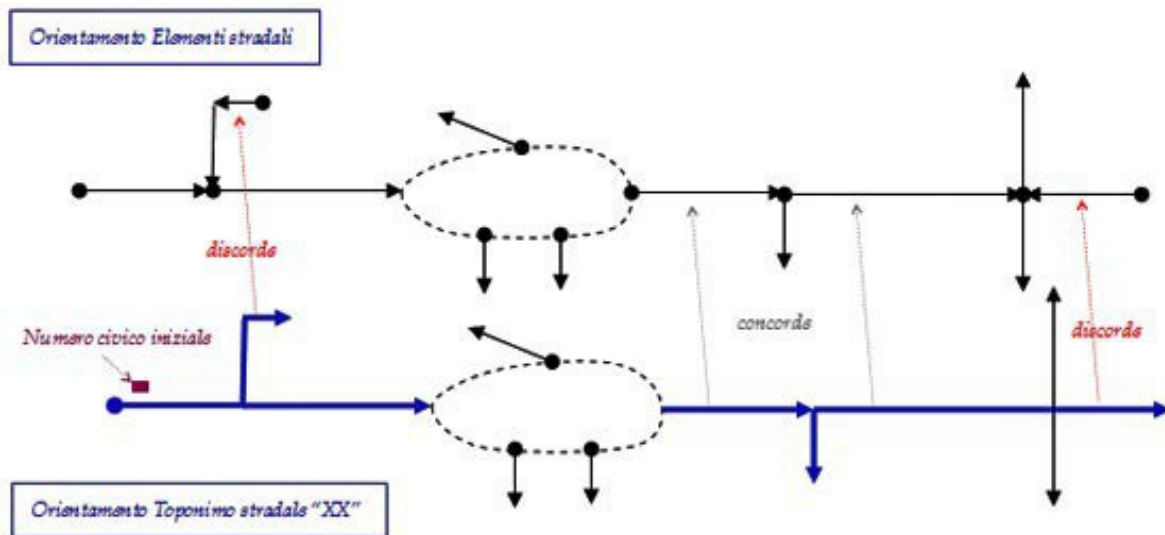 Orientamento Elementi stradali
discorde
Numero civico iniziale
concorde
discorde
Orientamento Toponimo stradale “XX”